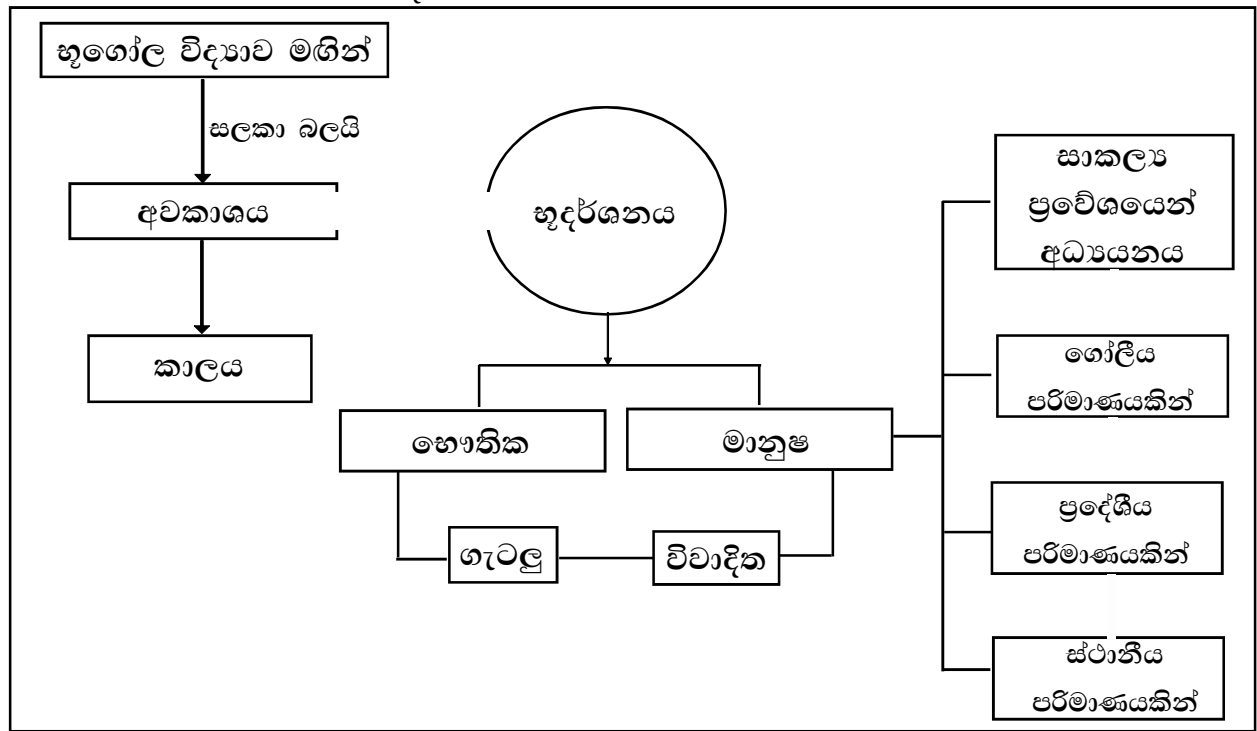 භූගෝල විද්‍යාව මඟින්
සලකා බලයි
අවකාශය
කාලය
භූදර්ශනය
භෞතික
මානුෂ
ගැටලු
විවාදිත
සාකල්‍ය
ප්‍රවේශයෙන්
අධ්‍යයනය
ගෝලීය
පරිමාණයකින්
ප්‍රදේශීය
පරිමාණයකින්
ස්ථානීය
පරිමාණයකින්